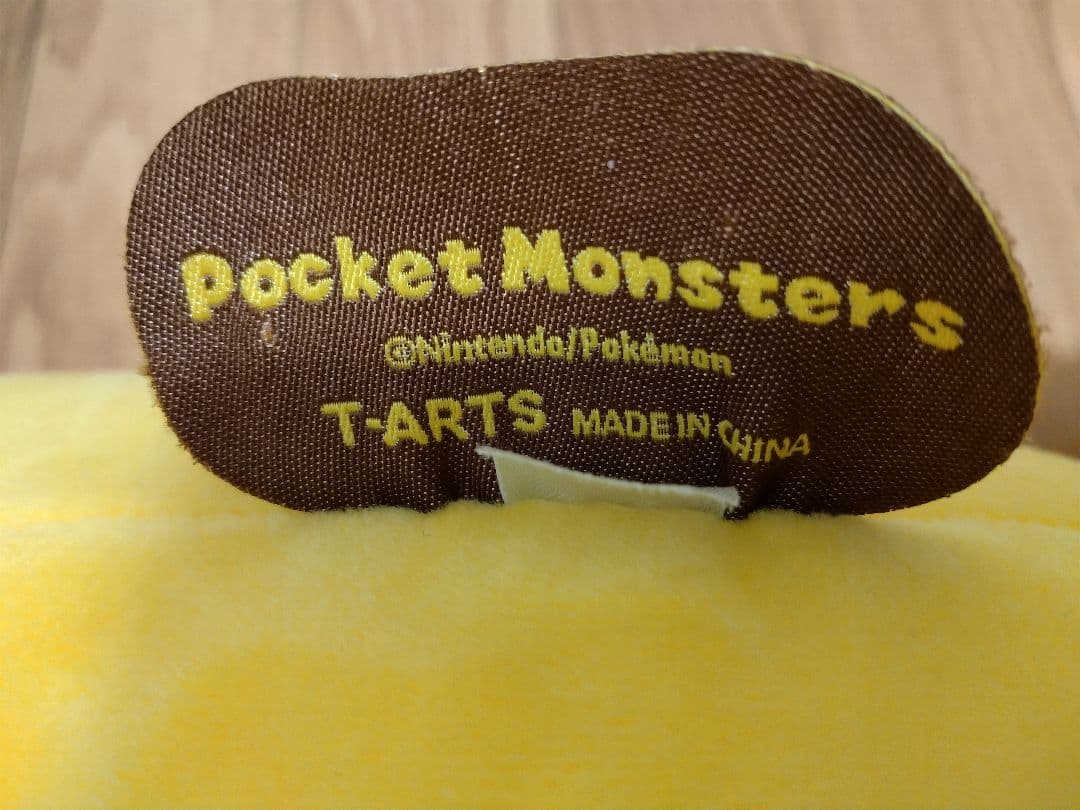 Pocket Monsters
©Nintendo/Pokémon
T-ARTS MADE IN CHINA